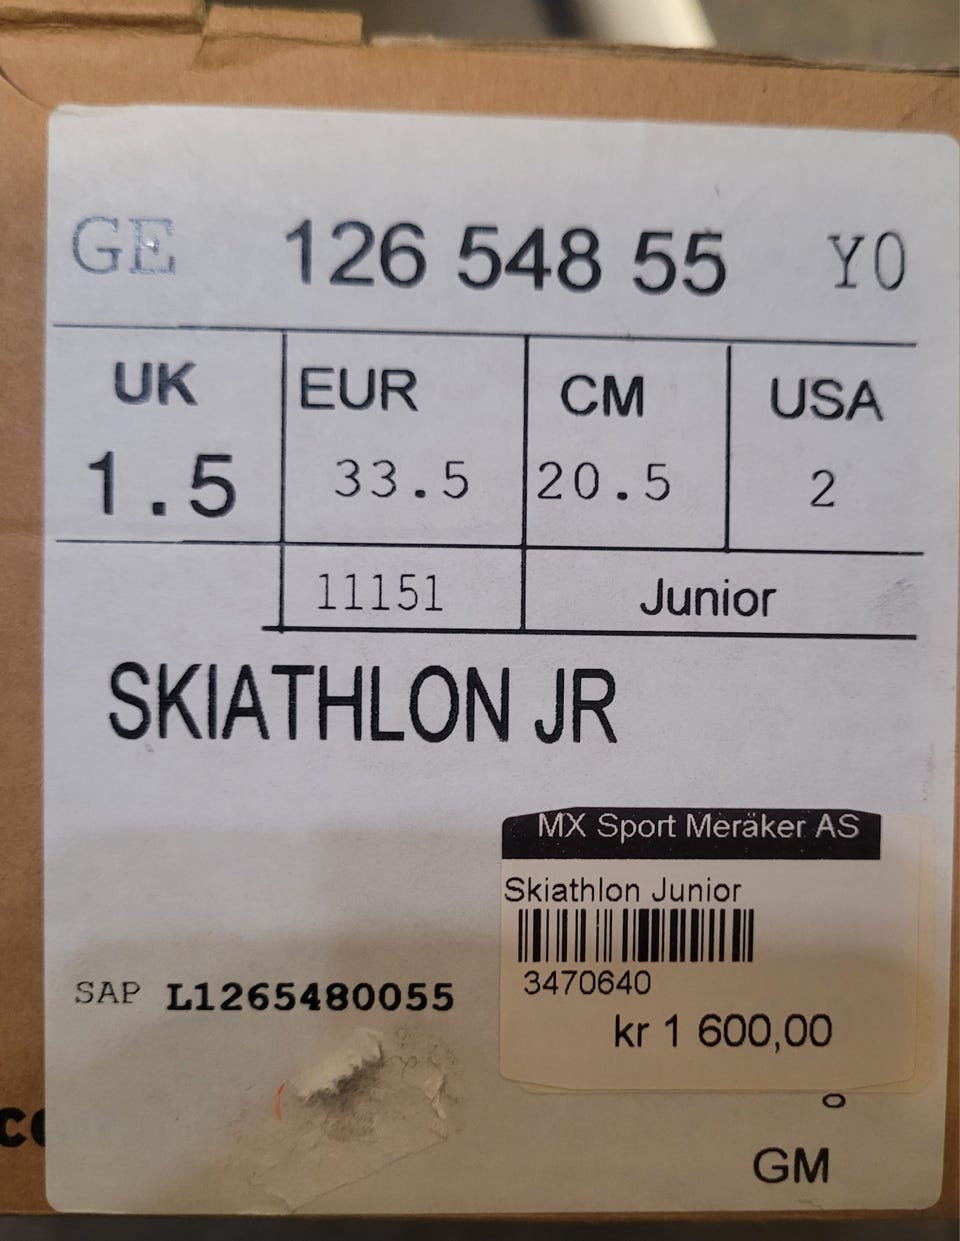 GE 126 548 55 Y0
UK EUR CM USA
1.5 33.5 20.5 2
11151 Junior
SKIATHLON JR
MX Sport Meråker AS
Skiathlon Junior
3470640
SAP L1265480055
kr 1 600,00
GM